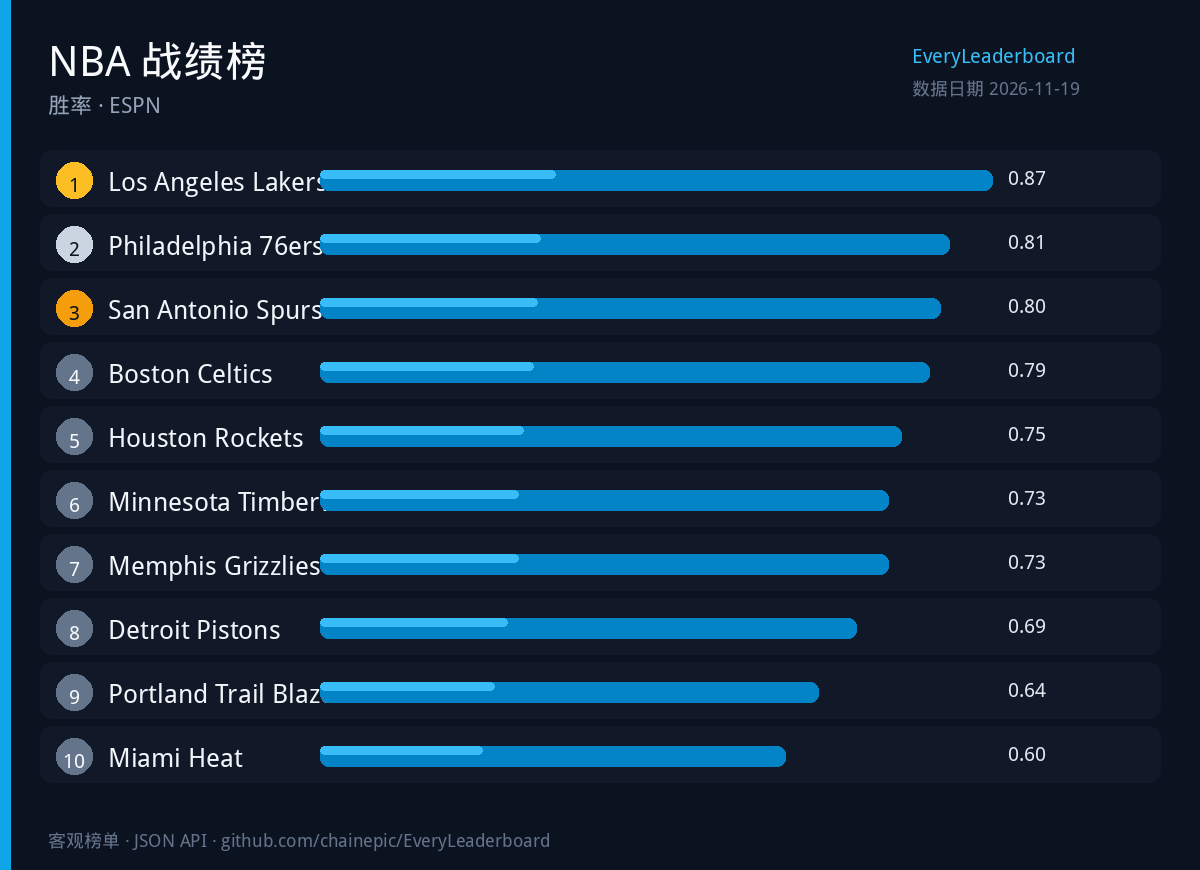 NBA 战绩榜
胜率 · ESPN
EveryLeaderboard
数据日期 2026-11-19
1 Los Angeles Lakers 0.87
2 Philadelphia 76ers 0.81
3 San Antonio Spurs 0.80
4 Boston Celtics 0.79
5 Houston Rockets 0.75
6 Minnesota Timber 0.73
7 Memphis Grizzlies 0.73
8 Detroit Pistons 0.69
9 Portland Trail Blaz 0.64
10 Miami Heat 0.60
客观榜单 · JSON API · github.com/chainepic/EveryLeaderboard